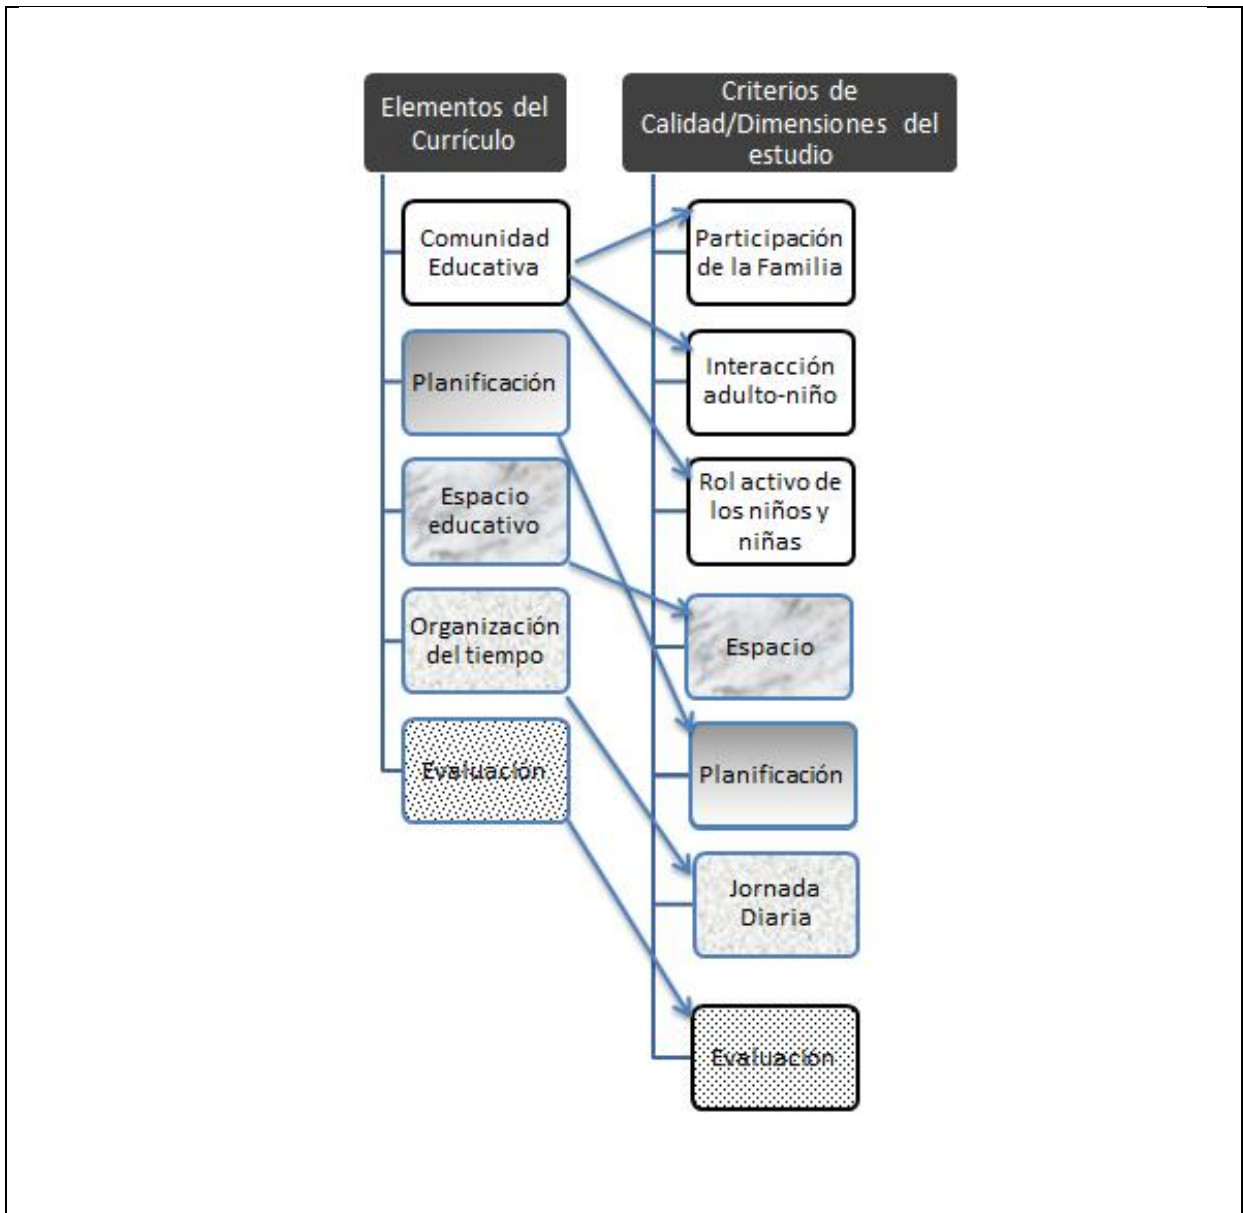 Elementos del
Currículo
Comunidad
Educativa
Planificación
Espacio
educativo
Organización
del tiempo
Evaluación
Criterios de
Calidad/Dimensiones del
estudio
Participación
de la Familia
Interacción
adulto-niño
Rol activo de
los niños y
niñas
Espacio
Planificación
Jornada
Diaria
Evaluación